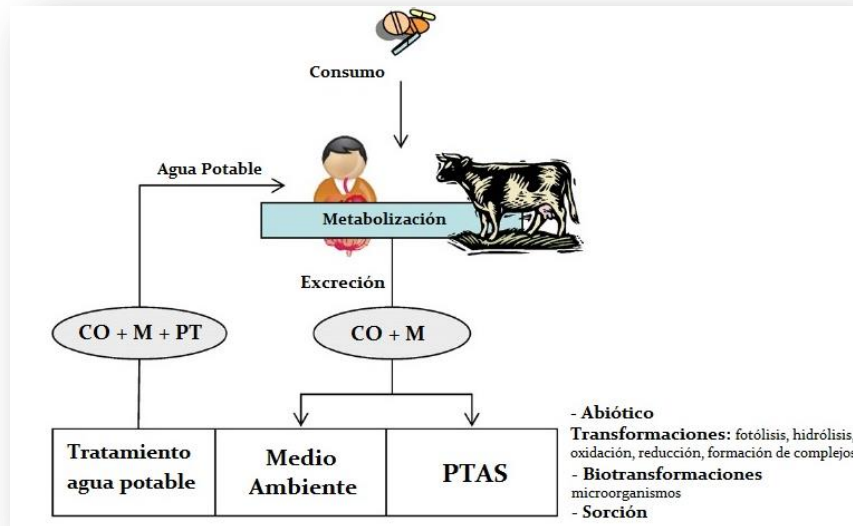 Consumo
Agua Potable
Metabolización
Excreción
CO + M + PT
CO + M
Tratamiento
agua potable
Medio
Ambiente
PTAS
- Abiótico
Transformaciones: fotólisis, hidrólisis,
oxidación, reducción, formación de complejos
- Biotransformaciones
microorganismos
- Sorción